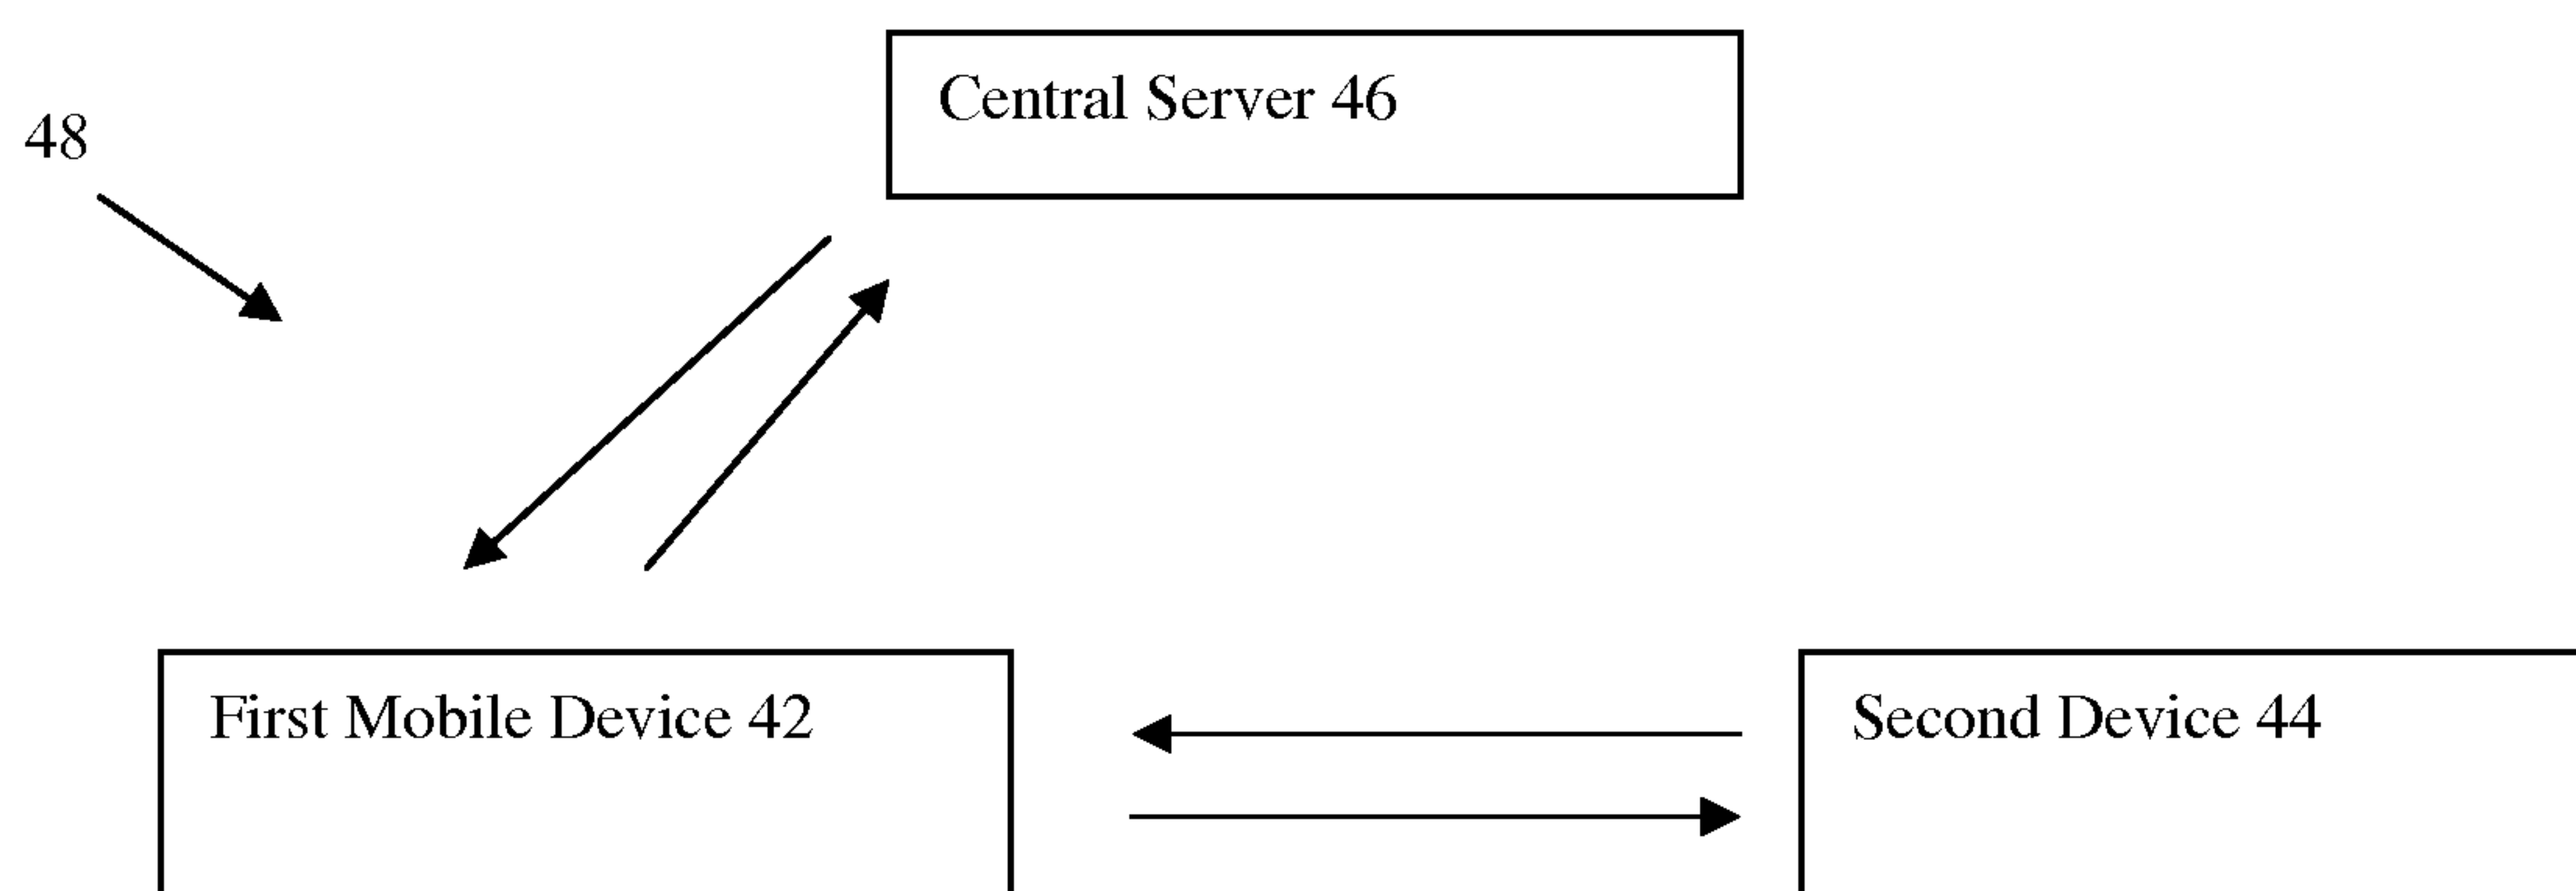 Central Server 46
48
First Mobile Device 42
Second Device 44